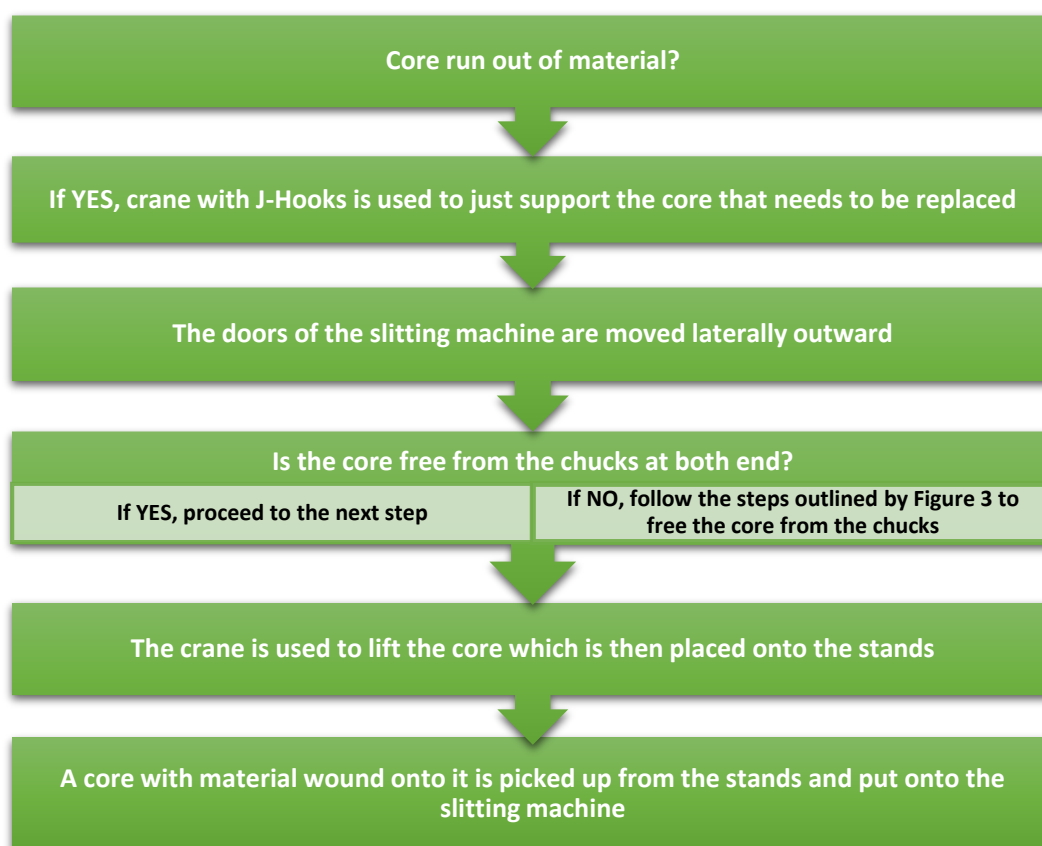 Core run out of material?
If YES, crane with J-Hooks is used to just support the core that needs to be replaced
The doors of the slitting machine are moved laterally outward
Is the core free from the chucks at both end?
If YES, proceed to the next step
If NO, follow the steps outlined by Figure 3 to
free the core from the chucks
The crane is used to lift the core which is then placed onto the stands
A core with material wound onto it is picked up from the stands and put onto the
slitting machine